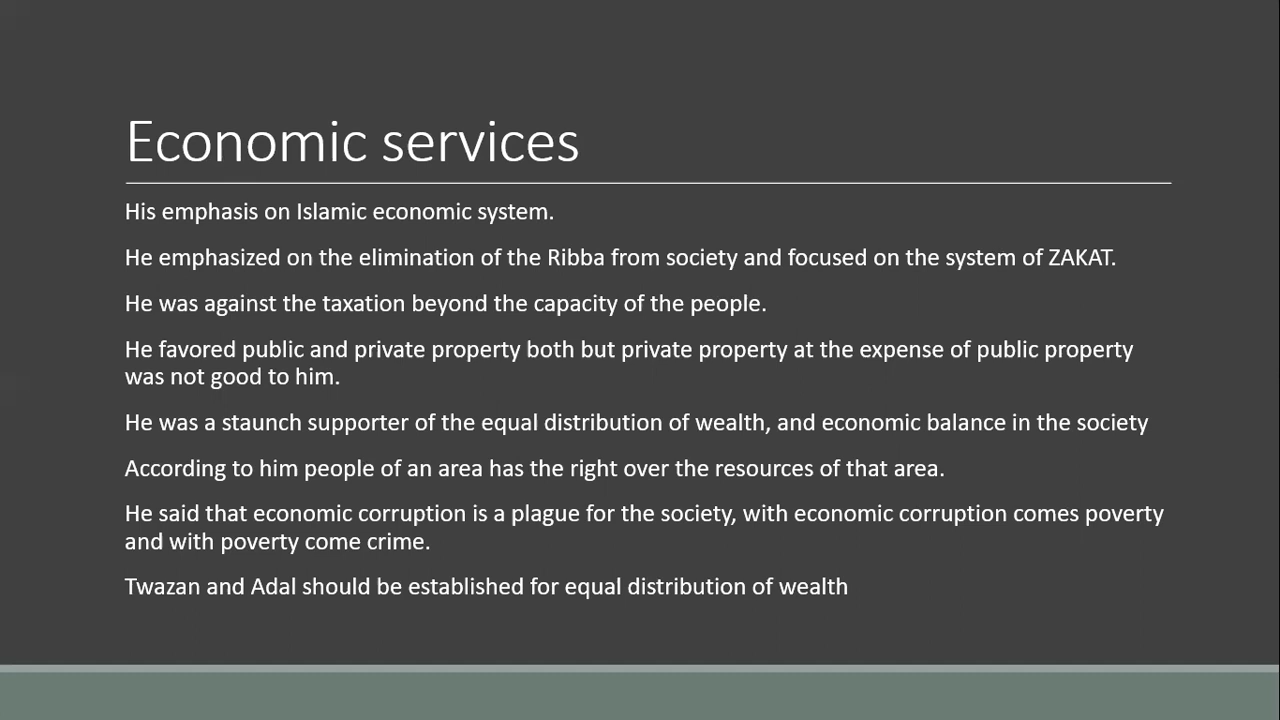 Economic services
His emphasis on Islamic economic system.
He emphasized on the elimination of the Ribba from society and focused on the system of ZAKAT.
He was against the taxation beyond the capacity of the people.
He favored public and private property both but private property at the expense of public property
was not good to him.
He was a staunch supporter of the equal distribution of wealth, and economic balance in the society
According to him people of an area has the right over the resources of that area.
He said that economic corruption is a plague for the society, with economic corruption comes poverty
and with poverty come crime.
Twazan and Adal should be established for equal distribution of wealth